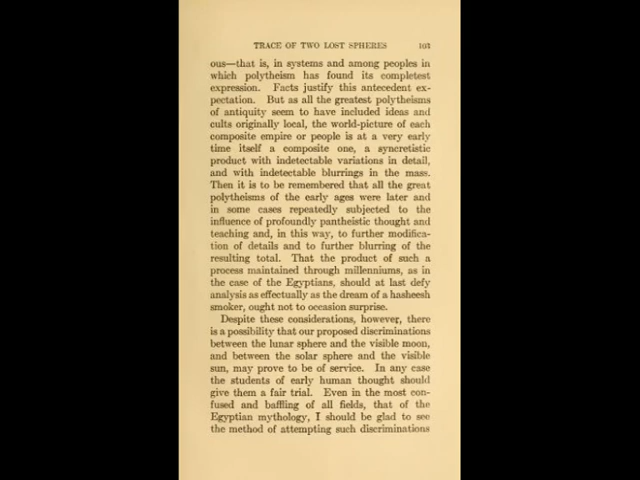 TRACE OF TWO LOST SPHERES 103
ous—that is, in systems and among peoples in
which polytheism has found its completest
expression. Facts justify this antecedent ex-
pectation. But as all the greatest polytheisms
of antiquity seem to have included ideas and
cults originally local, the world-picture of each
composite empire or people is at a very early
time itself a composite one, a syncretistic
product with indetectable variations in detail,
and with indetectable blurrings in the mass.
Then it is to be remembered that all the great
polytheisms of the early ages were later and
in some cases repeatedly subjected to the
influence of profoundly pantheistic thought and
teaching and, in this way, to further modifica-
tion of details and to further blurring of the
resulting total. That the product of such a
process maintained through millenniums, as in
the case of the Egyptians, should at last defy
analysis as effectually as the dream of a hasheesh
smoker, ought not to occasion surprise.
Despite these considerations, however, there
is a possibility that our proposed discriminations
between the lunar sphere and the visible moon,
and between the solar sphere and the visible
sun, may prove to be of service. In any case
the students of early human thought should
give them a fair trial. Even in the most con-
fused and baffling of all fields, that of the
Egyptian mythology, I should be glad to see
the method of attempting such discriminations